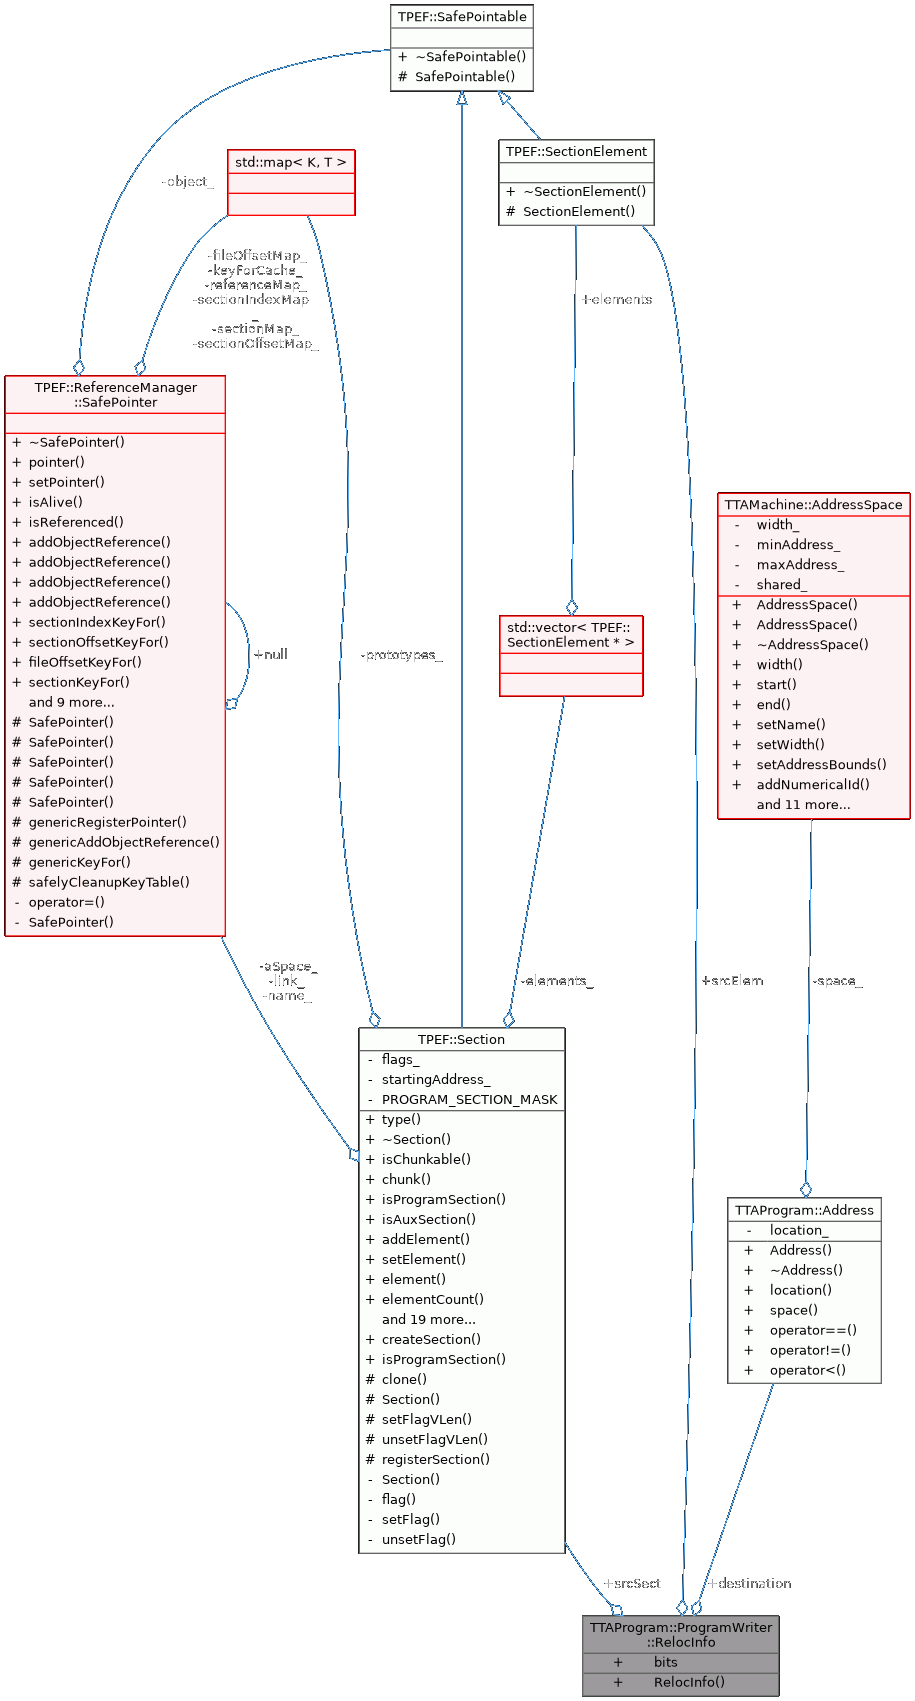 TPEF::SafePointable
+ ~SafePointable()
# SafePointable()
std::map< K, T >
TPEF::SectionElement
+ ~SectionElement()
# SectionElement()
-object_
-fileOffsetMap_
-keyForCache_
-referenceMap_
-sectionIndexMap
_
-sectionMap_
-sectionOffsetMap_
+elements
TPEF::ReferenceManager
::SafePointer
+ ~SafePointer()
+ pointer()
+ setPointer()
+ isAlive()
+ isReferenced()
+ addObjectReference()
+ addObjectReference()
+ addObjectReference()
+ addObjectReference()
+ sectionIndexKeyFor()
+ sectionOffsetKeyFor()
+ fileOffsetKeyFor()
+ sectionKeyFor()
and 9 more...
# SafePointer()
# SafePointer()
# SafePointer()
# SafePointer()
# SafePointer()
# genericRegisterPointer()
# genericAddObjectReference()
# genericKeyFor()
# safelyCleanupKeyTable()
- operator=()
- SafePointer()
+null
-prototypes_
std::vector< TPEF::
SectionElement * >
TTAMachine::AddressSpace
- width_
- minAddress_
- maxAddress_
- shared_
+ AddressSpace()
+ AddressSpace()
+ ~AddressSpace()
+ width()
+ start()
+ end()
+ setName()
+ setWidth()
+ setAddressBounds()
+ addNumericalId()
and 11 more...
-aSpace_
-link_
-name_
-elements_
+srcElem
-space_
TPEF::Section
- flags_
- startingAddress_
- PROGRAM_SECTION_MASK
+ type()
+ ~Section()
+ isChunkable()
+ chunk()
+ isProgramSection()
+ isAuxSection()
+ addElement()
+ setElement()
+ element()
+ elementCount()
and 19 more...
+ createSection()
+ isProgramSection()
# clone()
# Section()
# setFlagVLen()
# unsetFlagVLen()
# registerSection()
- Section()
- flag()
- setFlag()
- unsetFlag()
TTAProgram::Address
- location_
+ Address()
+ ~Address()
+ location()
+ space()
+ operator==()
+ operator!=()
+ operator<()
+srcSect
+destination
TTAProgram::ProgramWriter
::RelocInfo
+ bits
+ RelocInfo()